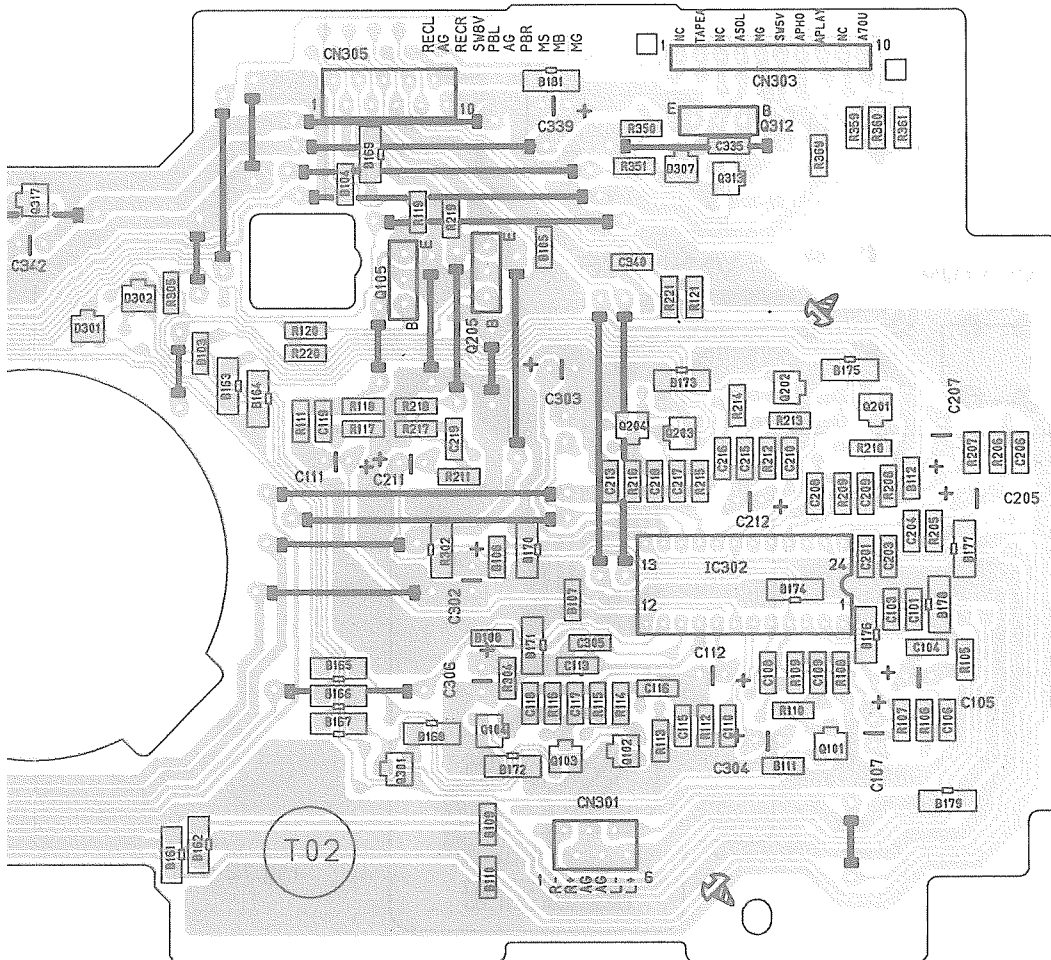 RECL
AG
RECR
SW8V
PBL
AG
PBR
MS
MB
MG
NC
TAPEA
NC
ASOL
MG
SW5V
APHO
APLAY
NC
A70U
1
10
CN305
CN303
B181
1
10
C339
E
B
Q312
R350
C335
R359
R360
R361
R369
B169
R351
D307
Q313
B104
Q317
R119
R219
C342
B105
E
E
C340
Q105
D302
R305
R221
R121
D301
B
Q205
B
R120
R220
B103
B163
B164
C303
B173
Q202
B175
C207
R214
R111
C119
R118
R218
R117
R217
C219
Q204
Q203
R213
Q201
R210
C111
C211
R211
C213
R216
C218
C217
R215
C216
C215
R212
C210
R207
R206
C206
C208
R209
C209
R208
B112
C205
C212
C204
R205
B177
R302
B170
13
IC302
24
C201
C203
C302
B107
B174
12
1
C103
C101
B178
B176
B171
C305
C104
R105
C306
R304
C113
C112
C108
R109
C109
R108
B165
B166
B167
C118
R116
C117
R115
R114
C116
C105
R110
R107
R106
C106
B168
Q104
C115
R112
C110
R113
Q101
C107
Q301
B172
Q103
Q102
C304
B111
B179
CN301
B109
B161
B162
T02
B110
1
R-
R+
AG
AG
L-
L+
6